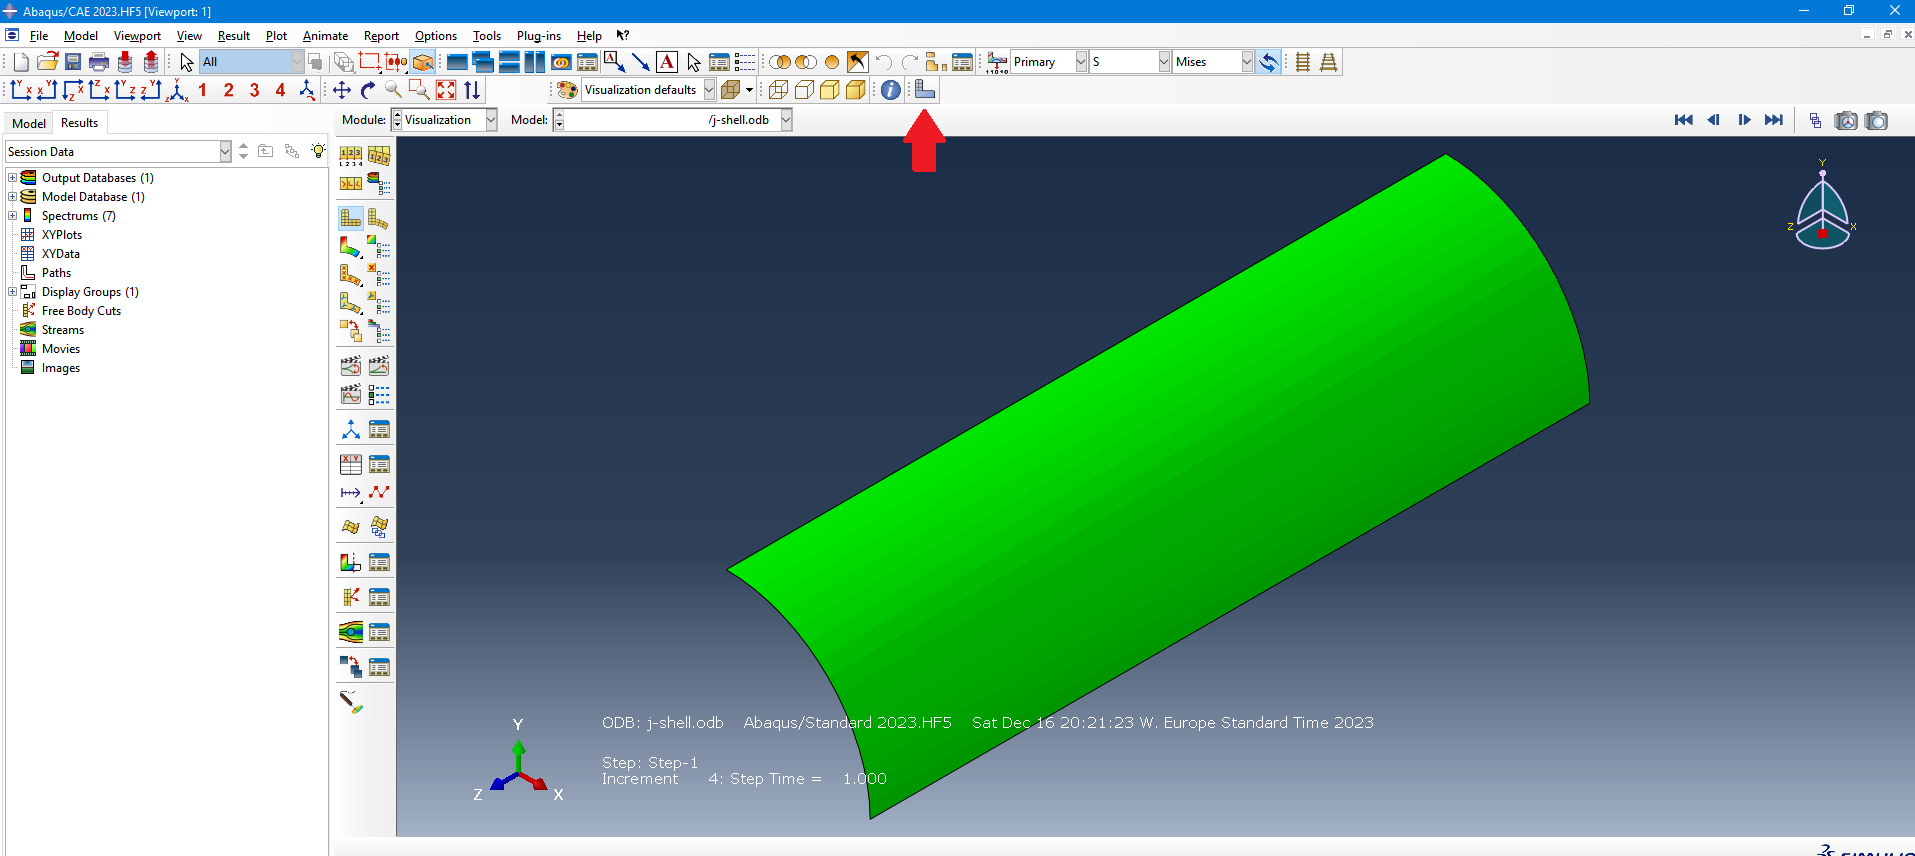 Abaqus/CAE 2023.HF5 [Viewport: 1]
File Model Viewport View Result Plot Animate Report Options Tools Plug-ins Help
All
A
A
Primary S Mises
1 2 3 4
Visualization defaults
i
Model Results
Module: Visualization Model: /j-shell.odb
Session Data
Output Databases (1)
Model Database (1)
Spectrums (7)
XYPlots
XYData
Paths
Display Groups (1)
Free Body Cuts
Streams
Movies
Images
Y
Z X
Y
Z X
ODB: j-shell.odb Abaqus/Standard 2023.HF5 Sat Dec 16 20:21:23 W. Europe Standard Time 2023
Step: Step-1
Increment 4: Step Time = 1.000